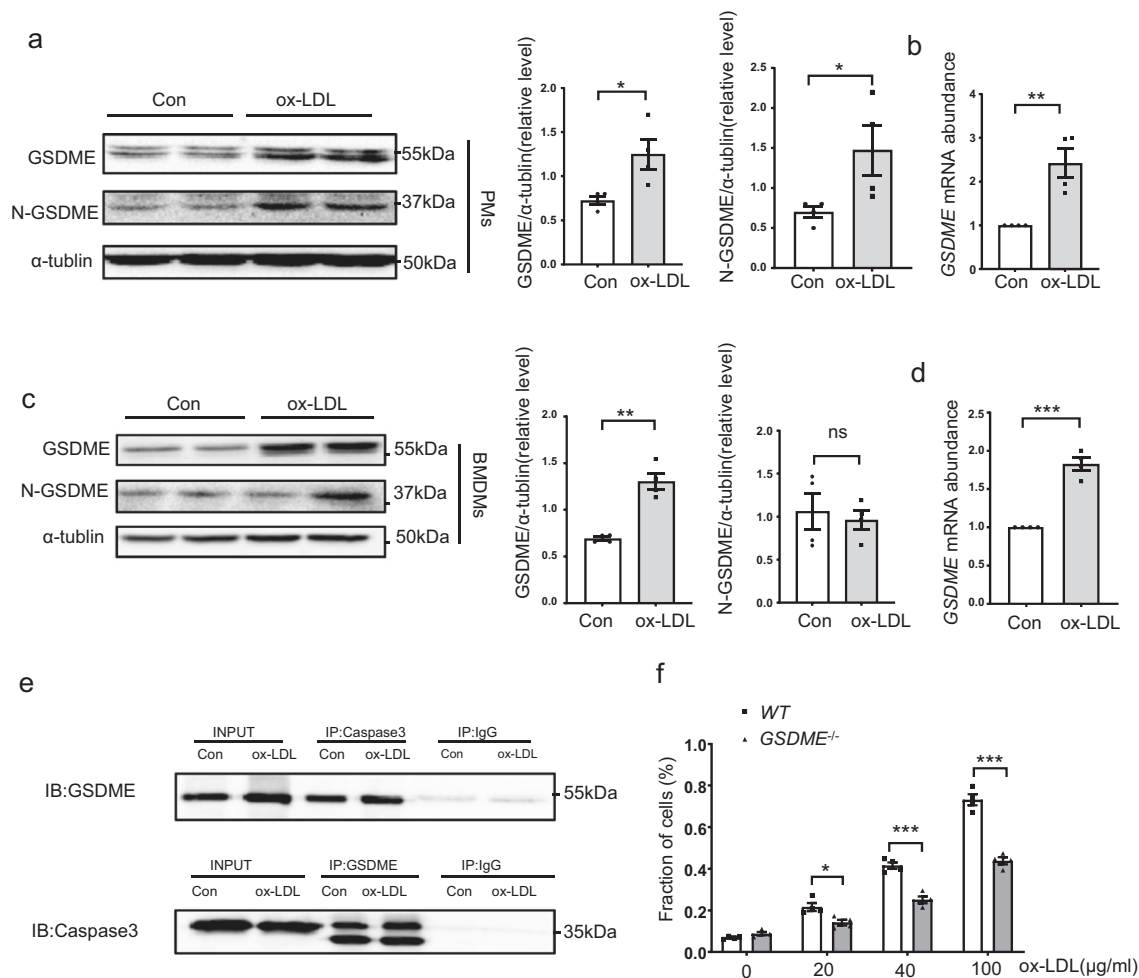 a
Con ox-LDL
GSDME
55kDa
N-GSDME
37kDa
α-tublin
50kDa
PMs
GSDME/α-tublin(relative level)
2.0
1.5
1.0
0.5
0.0
*
Con ox-LDL
N-GSDME/α-tublin(relative level)
2.5
2.0
1.5
1.0
0.5
0.0
*
Con ox-LDL
b
GSDME mRNA abundance
4
3
2
1
0
**
Con ox-LDL
c
Con ox-LDL
GSDME
55kDa
N-GSDME
37kDa
α-tublin
50kDa
BMDMs
GSDME/α-tublin(relative level)
2.0
1.5
1.0
0.5
0.0
**
Con ox-LDL
N-GSDME/α-tublin(relative level)
2.0
1.5
1.0
0.5
0.0
ns
Con ox-LDL
d
GSDME mRNA abundance
2.5
2.0
1.5
1.0
0.5
0.0
***
Con ox-LDL
e
INPUT IP:Caspase3 IP:IgG
Con ox-LDL Con ox-LDL Con ox-LDL
IB:GSDME
55kDa
INPUT IP:GSDME IP:IgG
Con ox-LDL Con ox-LDL Con ox-LDL
IB:Caspase3
35kDa
f
WT
GSDME-/-
Fraction of cells (%)
1.0
0.8
0.6
0.4
0.2
0.0
*
***
***
0 20 40 100 ox-LDL(μg/ml)